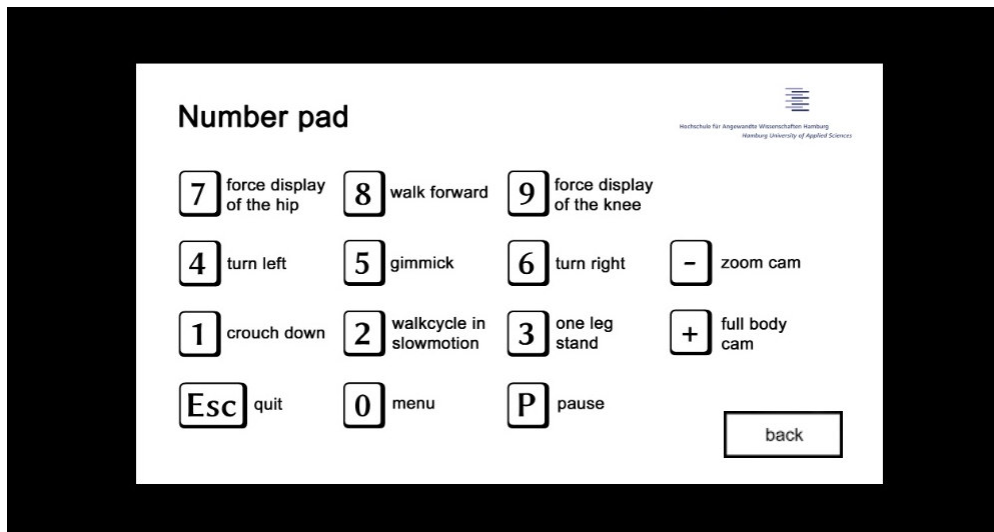 Number pad
Hochschule für Angewandte Wissenschaften Hamburg
Hamburg University of Applied Sciences
7 force display of the hip
8 walk forward
9 force display of the knee
4 turn left
5 gimmick
6 turn right
- zoom cam
1 crouch down
2 walkcycle in slowmotion
3 one leg stand
+ full body cam
Esc quit
0 menu
P pause
back